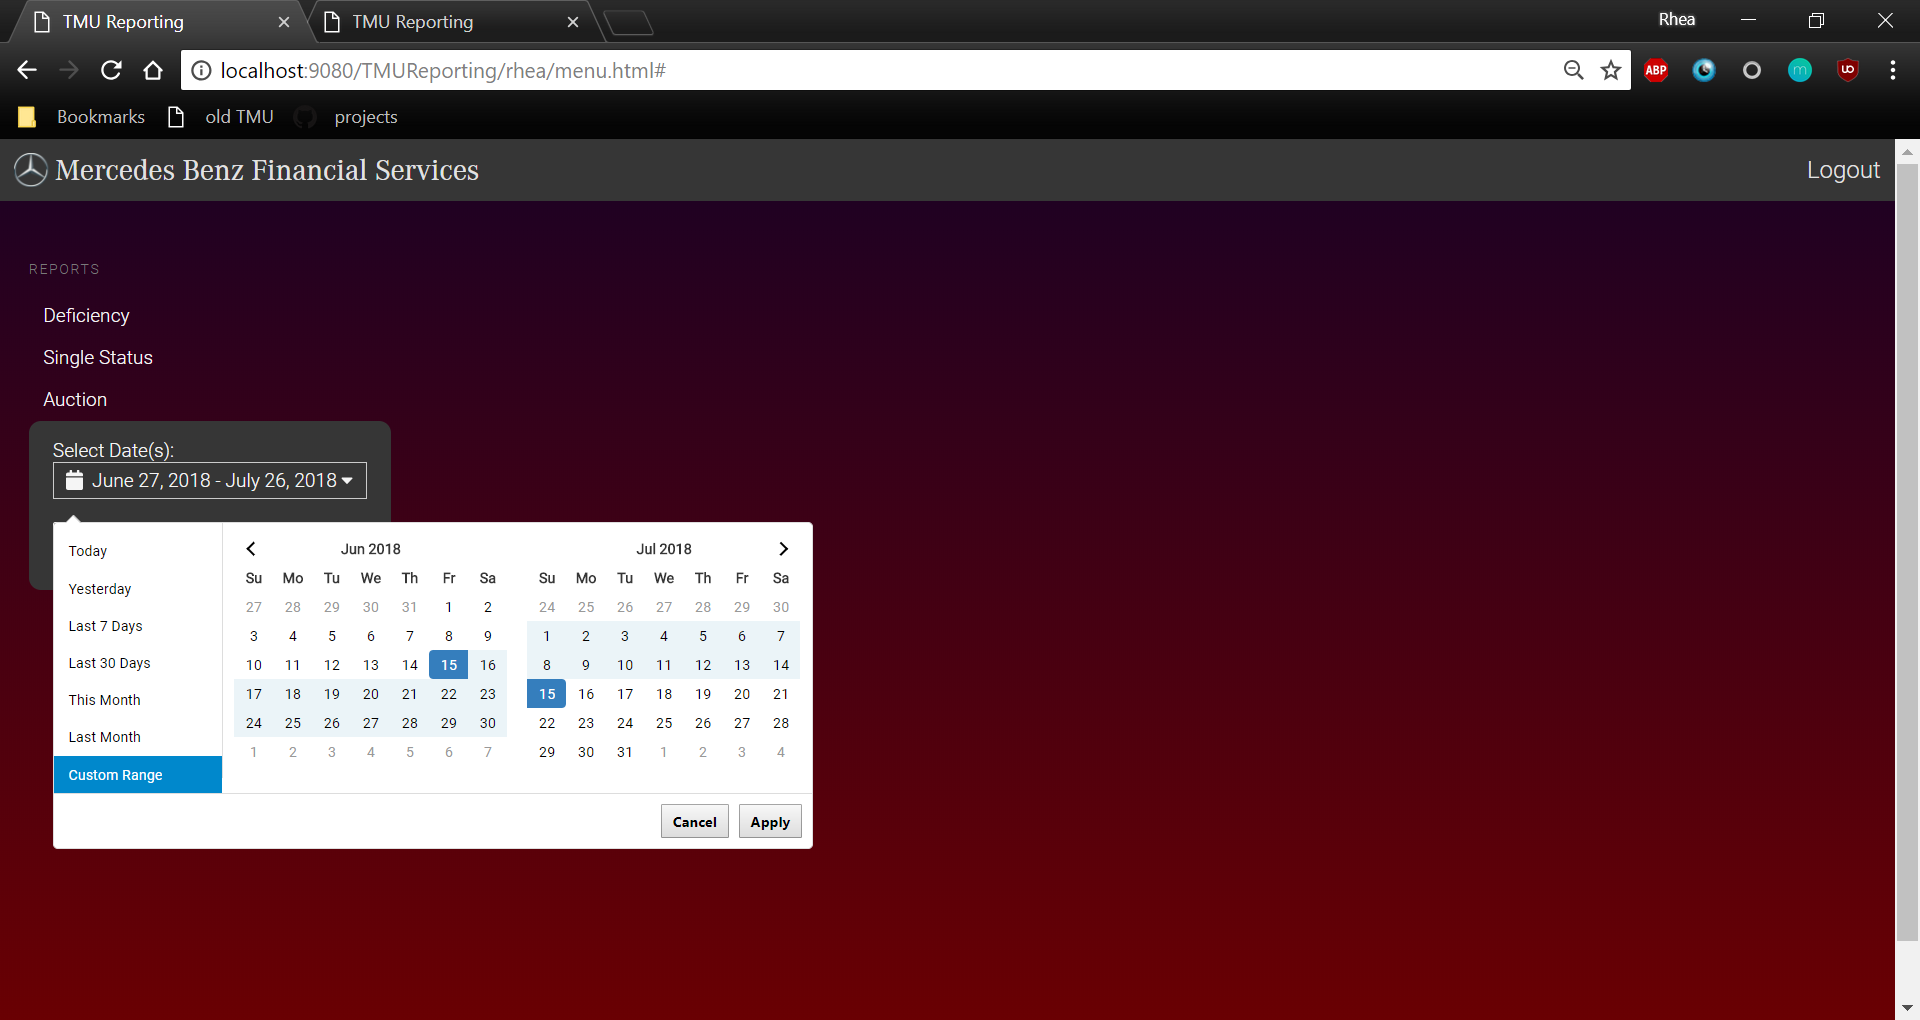 TMU Reporting TMU Reporting Rhea
localhost:9080/TMUReporting/rhea/menu.html# ABP m UO
Bookmarks old TMU projects
Mercedes Benz Financial Services Logout
REPORTS
Deficiency
Single Status
Auction
Select Date(s):
June 27, 2018 - July 26, 2018
Today
Yesterday
Last 7 Days
Last 30 Days
This Month
Last Month
Custom Range
Jun 2018
Su Mo Tu We Th Fr Sa
27 28 29 30 31 1 2
3 4 5 6 7 8 9
10 11 12 13 14 15 16
17 18 19 20 21 22 23
24 25 26 27 28 29 30
1 2 3 4 5 6 7
Jul 2018
Su Mo Tu We Th Fr Sa
24 25 26 27 28 29 30
1 2 3 4 5 6 7
8 9 10 11 12 13 14
15 16 17 18 19 20 21
22 23 24 25 26 27 28
29 30 31 1 2 3 4
Cancel Apply